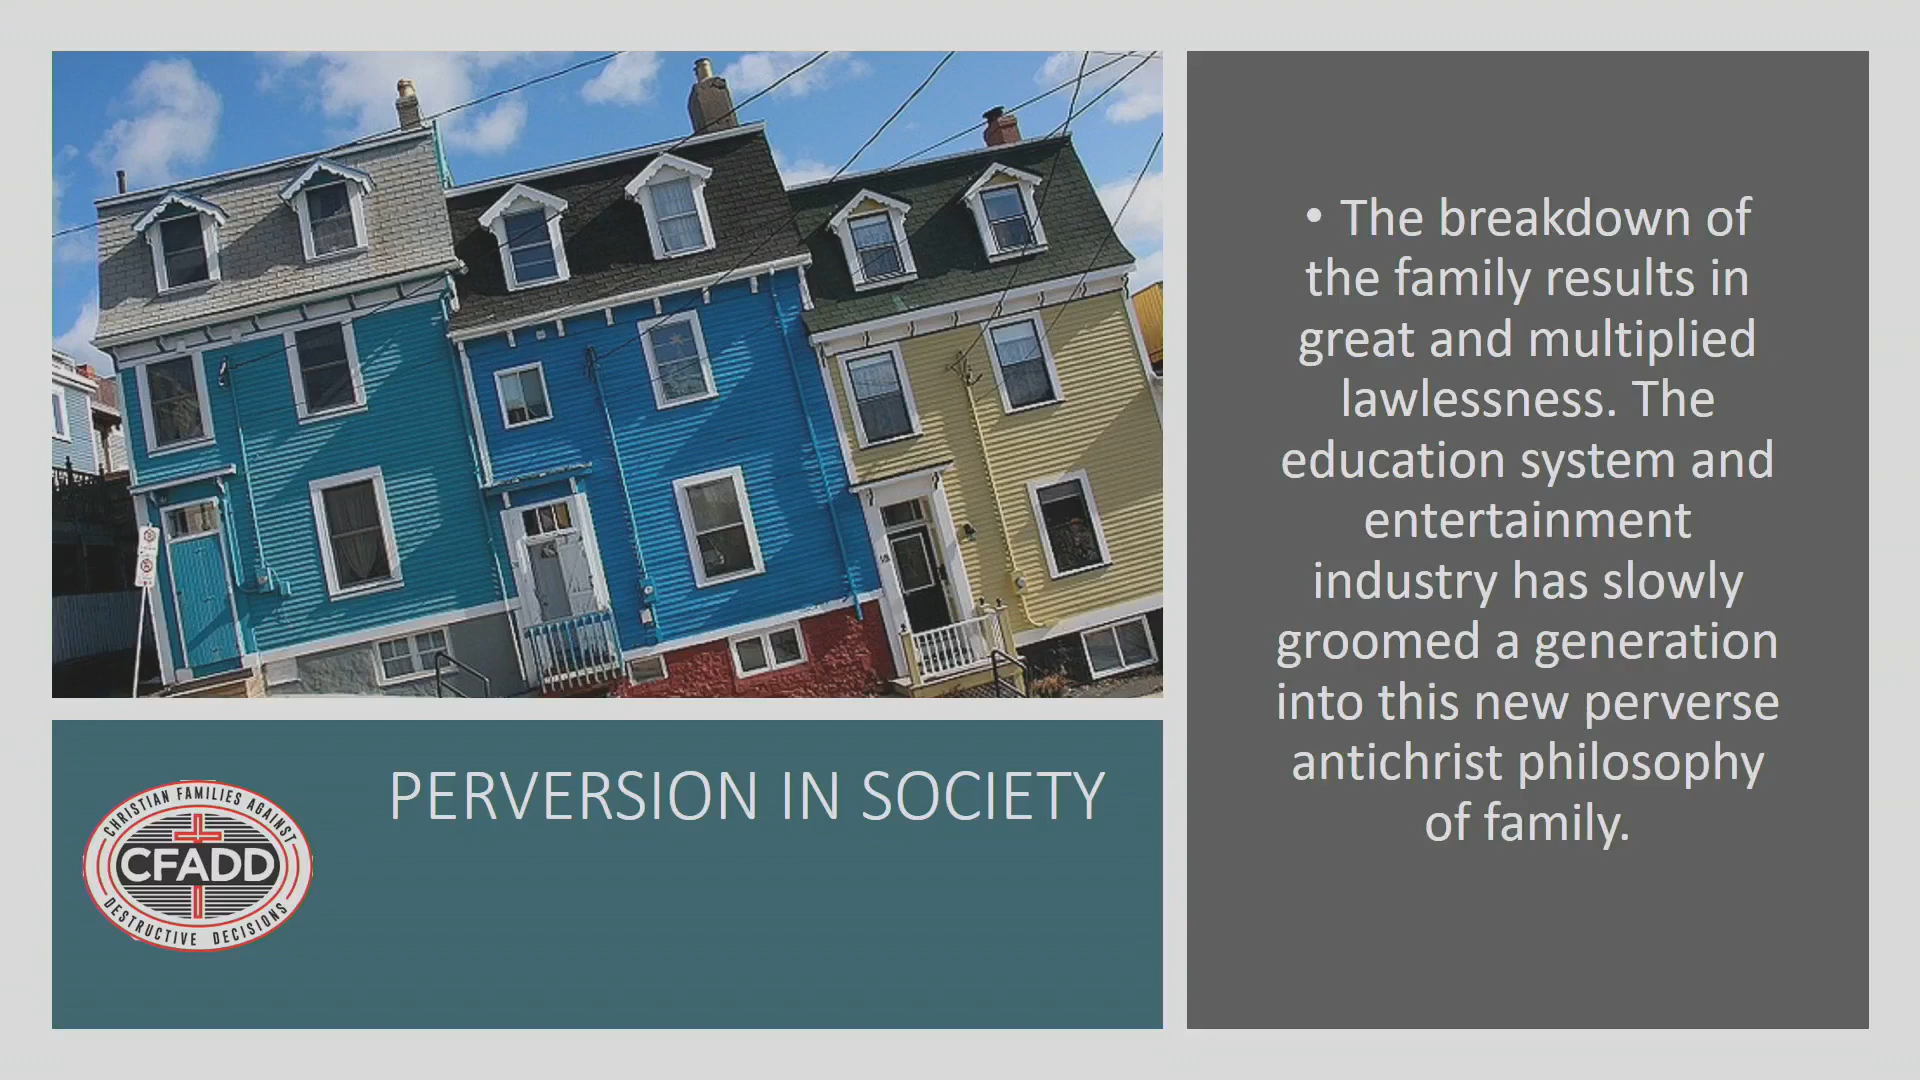 • The breakdown of
the family results in
great and multiplied
lawlessness. The
education system and
entertainment
industry has slowly
groomed a generation
into this new perverse
antichrist philosophy
of family.
PERVERSION IN SOCIETY
CHRISTIAN FAMILIES AGAINST
CFADD
DESTRUCTIVE DECISIONS